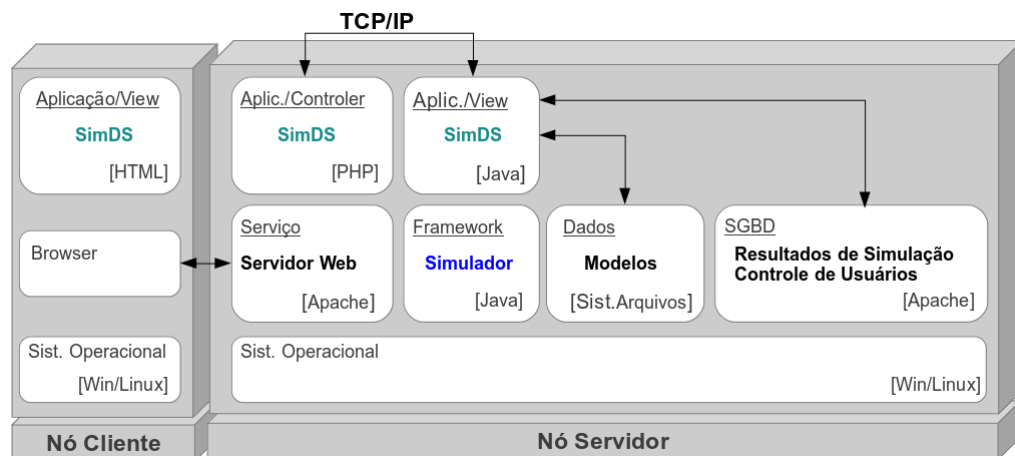 TCP/IP
Aplicação/View
SimDS
[HTML]
Browser
Sist. Operacional
[Win/Linux]
Nó Cliente
Aplic./Controler
SimDS
[PHP]
Aplic./View
SimDS
[Java]
Serviço
Servidor Web
[Apache]
Framework
Simulador
[Java]
Dados
Modelos
[Sist.Arquivos]
SGBD
Resultados de Simulação
Controle de Usuários
[Apache]
Sist. Operacional
[Win/Linux]
Nó Servidor